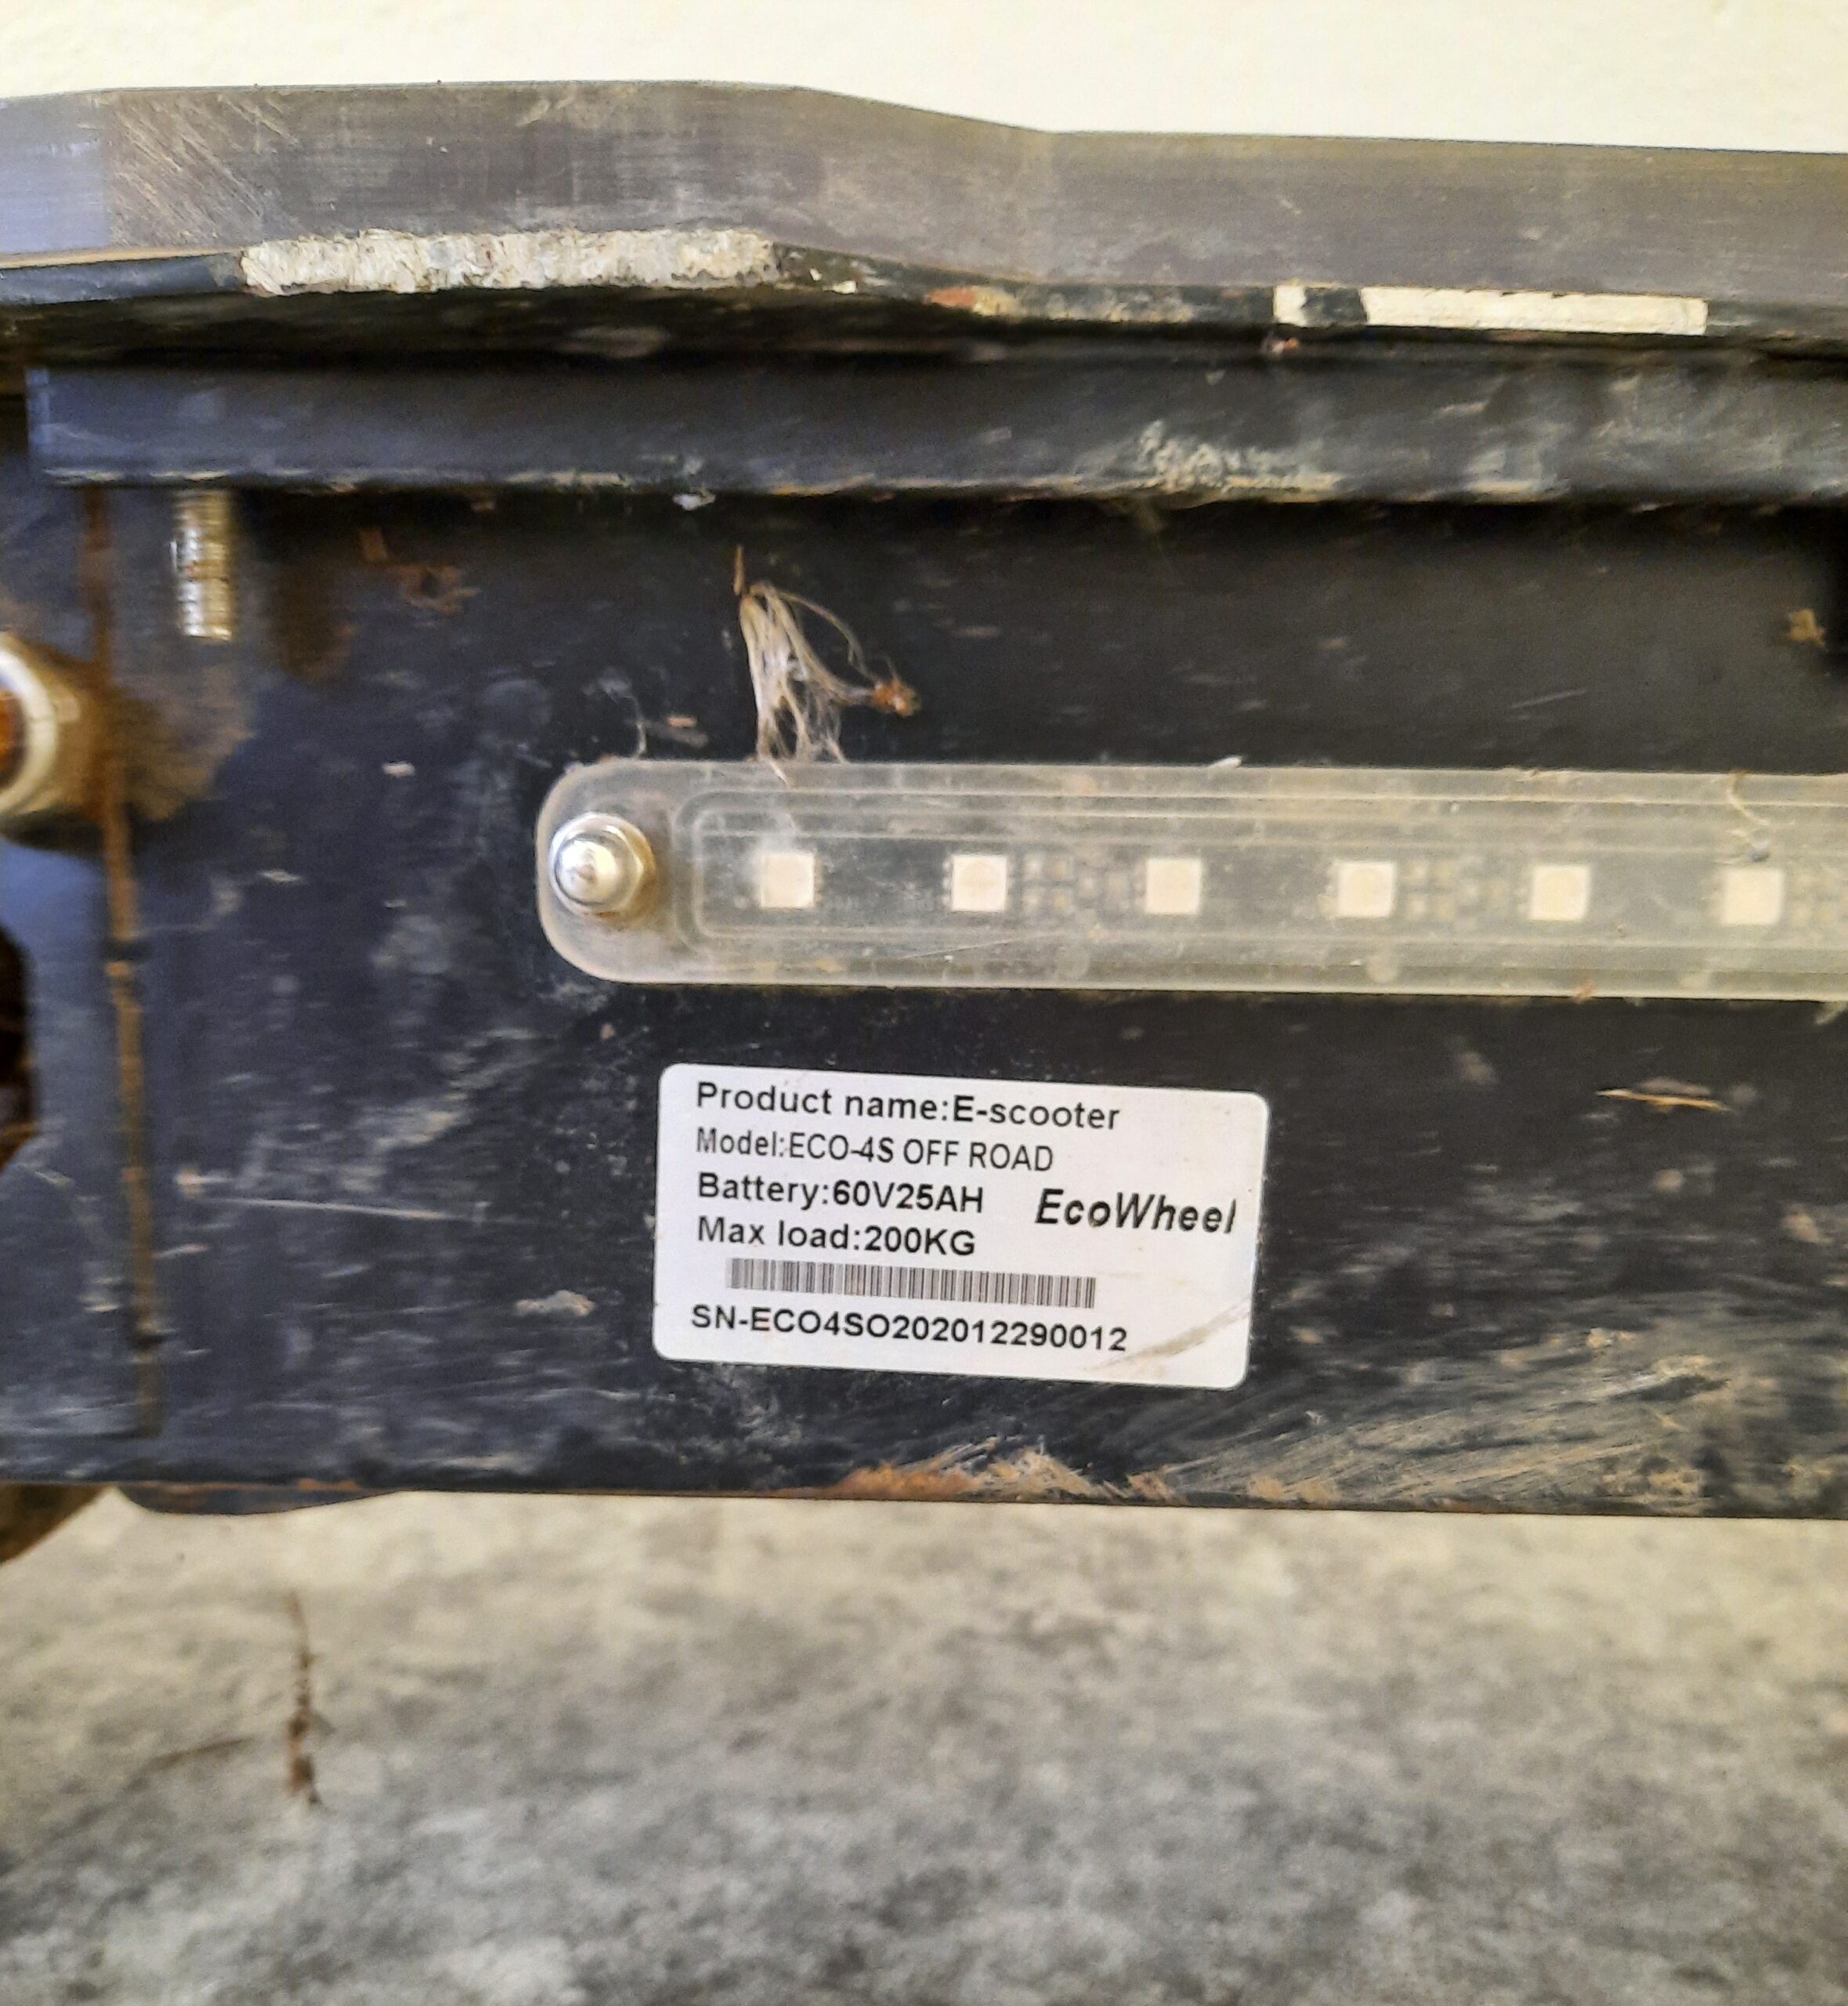 Product name:E-scooter
Model:ECO-4S OFF ROAD
Battery:60V25AH
EcoWheel
Max load:200KG
SN-ECO4SO202012290012